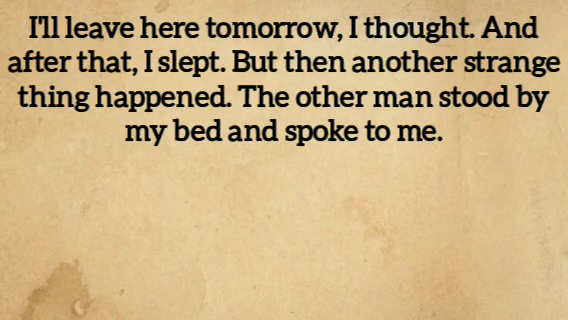 I'll leave here tomorrow, I thought. And
after that, I slept. But then another strange
thing happened. The other man stood by
my bed and spoke to me.